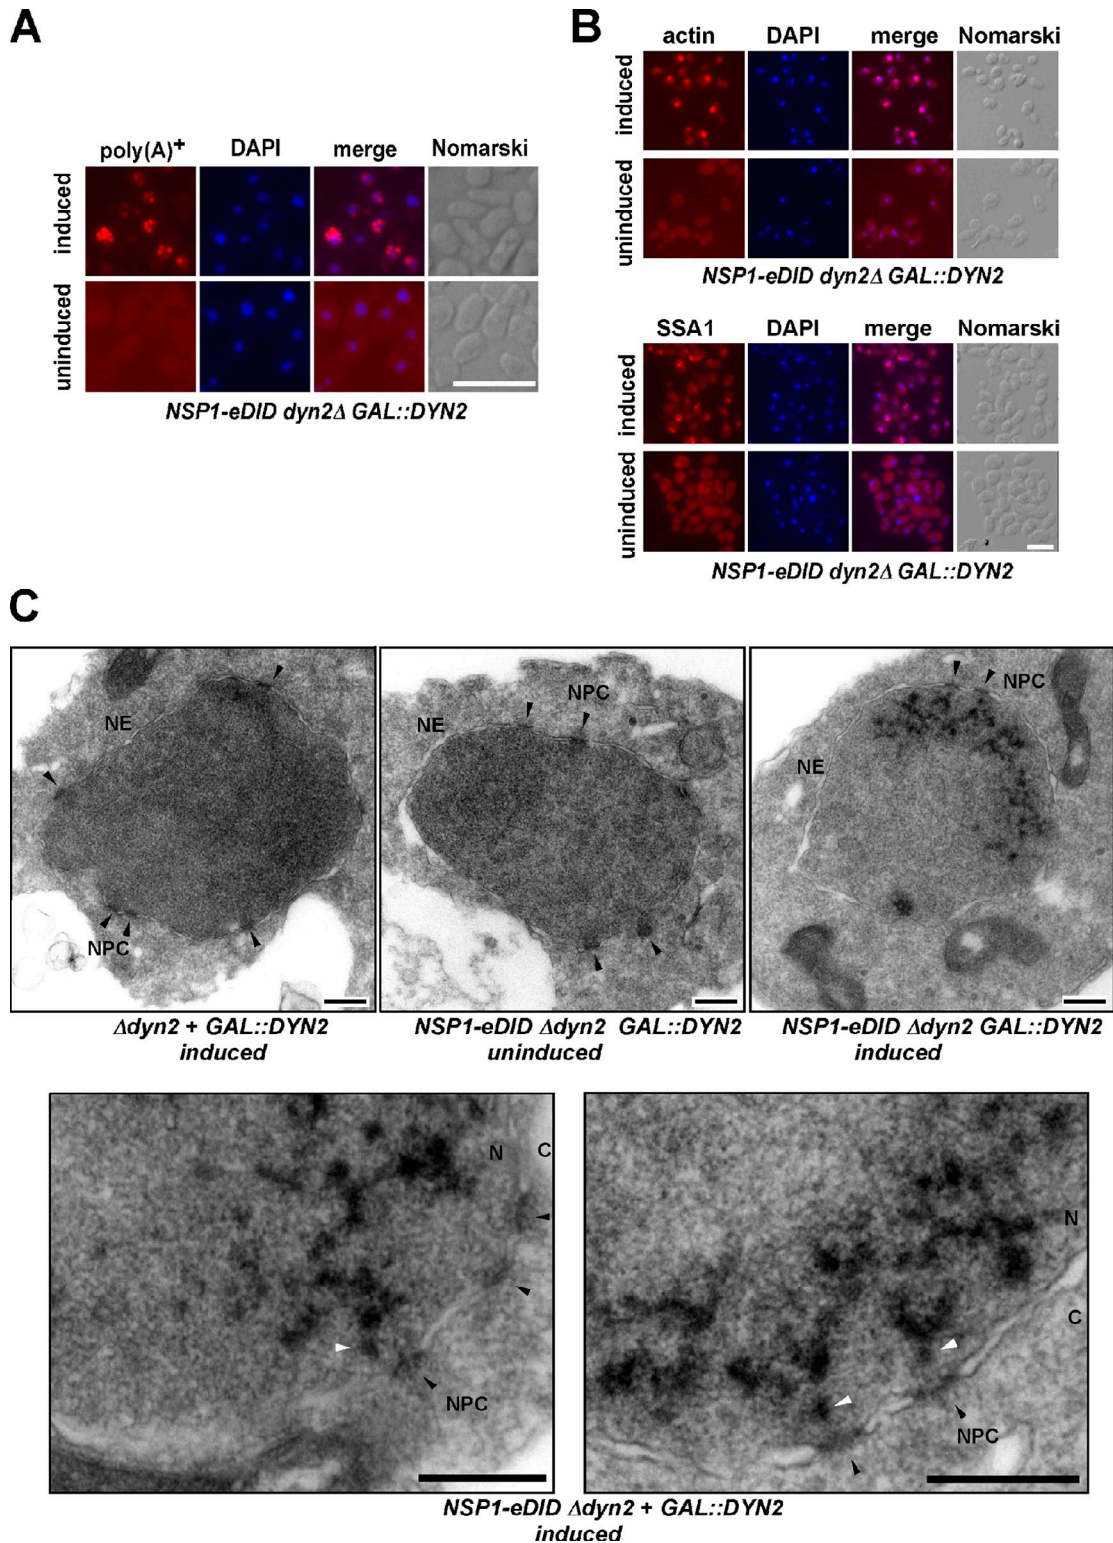 A
poly(A)+ DAPI merge Nomarski
induced
uninduced
NSP1-eDID dyn2Δ GAL::DYN2
B
actin DAPI merge Nomarski
induced
uninduced
NSP1-eDID dyn2Δ GAL::DYN2
SSA1 DAPI merge Nomarski
induced
uninduced
NSP1-eDID dyn2Δ GAL::DYN2
C
NE
NPC
Δdyn2 + GAL::DYN2
induced
NPC
NE
NSP1-eDID Δdyn2 GAL::DYN2
uninduced
NPC
NE
NSP1-eDID Δdyn2 GAL::DYN2
induced
N C
NPC
N
C
NPC
NSP1-eDID Δdyn2 + GAL::DYN2
induced